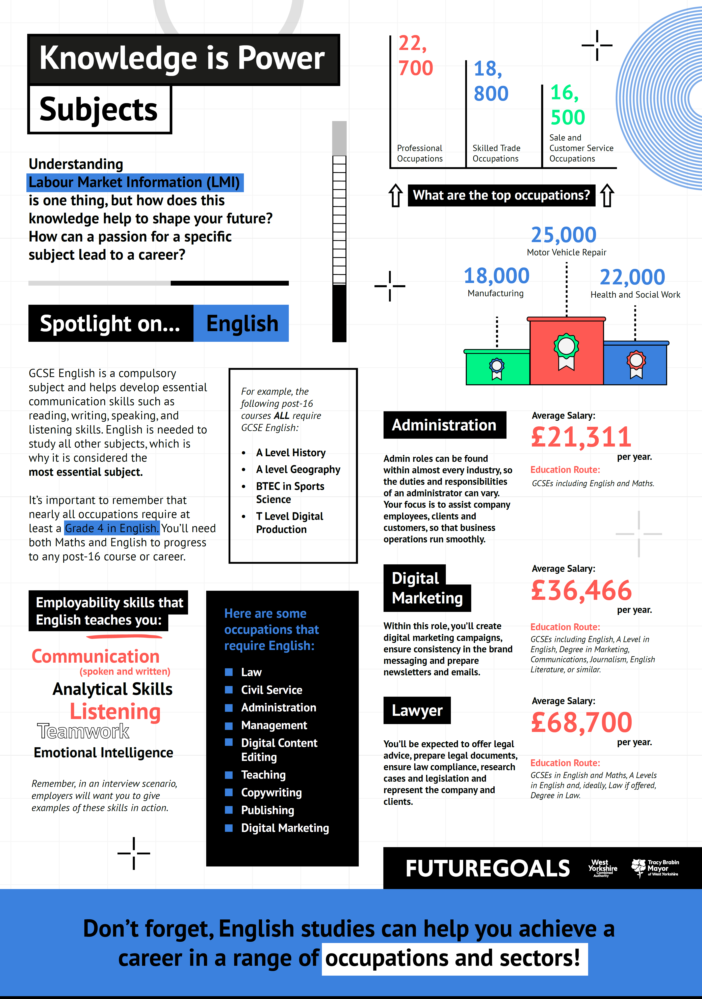 Knowledge is Power
Subjects
Understanding
Labour Market Information (LMI)
is one thing, but how does this
knowledge help to shape your future?
How can a passion for a specific
subject lead to a career?
Spotlight on...
English
GCSE English is a compulsory
subject and helps develop essential
communication skills such as
reading, writing, speaking, and
listening skills. English is needed to
study all other subjects, which is
why it is considered the
most essential subject.
It’s important to remember that
nearly all occupations require at
least a Grade 4 in English. You’ll need
both Maths and English to progress
to any post-16 course or career.
For example, the
following post-16
courses ALL require
GCSE English:
• A Level History
• A level Geography
• BTEC in Sports
Science
• T Level Digital
Production
Employability skills that
English teaches you:
Communication
(spoken and written)
Analytical Skills
Listening
Teamwork
Emotional Intelligence
Remember, in an interview scenario,
employers will want you to give
examples of these skills in action.
Here are some
occupations that
require English:
Law
Civil Service
Administration
Management
Digital Content
Editing
Teaching
Copywriting
Publishing
Digital Marketing
22,
700
Professional
Occupations
18,
800
Skilled Trade
Occupations
16,
500
Sale and
Customer Service
Occupations
What are the top occupations?
25,000
Motor Vehicle Repair
18,000
Manufacturing
22,000
Health and Social Work
Administration
Admin roles can be found
within almost every industry, so
the duties and responsibilities
of an administrator can vary.
Your focus is to assist company
employees, clients and
customers, so that business
operations run smoothly.
Average Salary:
£21,311
per year.
Education Route:
GCSEs including English and Maths.
Digital
Marketing
Within this role, you’ll create
digital marketing campaigns,
ensure consistency in the brand
messaging and prepare
newsletters and emails.
Average Salary:
£36,466
per year.
Education Route:
GCSEs including English, A Level in
English, Degree in Marketing,
Communications, Journalism, English
Literature, or similar.
Lawyer
You’ll be expected to offer legal
advice, prepare legal documents,
ensure law compliance, research
cases and legislation and
represent the company and
clients.
Average Salary:
£68,700
per year.
Education Route:
GCSEs in English and Maths, A Levels
in English and, ideally, Law if offered,
Degree in Law.
FUTUREGOALS
West
Yorkshire
Combined
Authority
Tracy Brabin
Mayor
of West Yorkshire
Don’t forget, English studies can help you achieve a
career in a range of occupations and sectors!